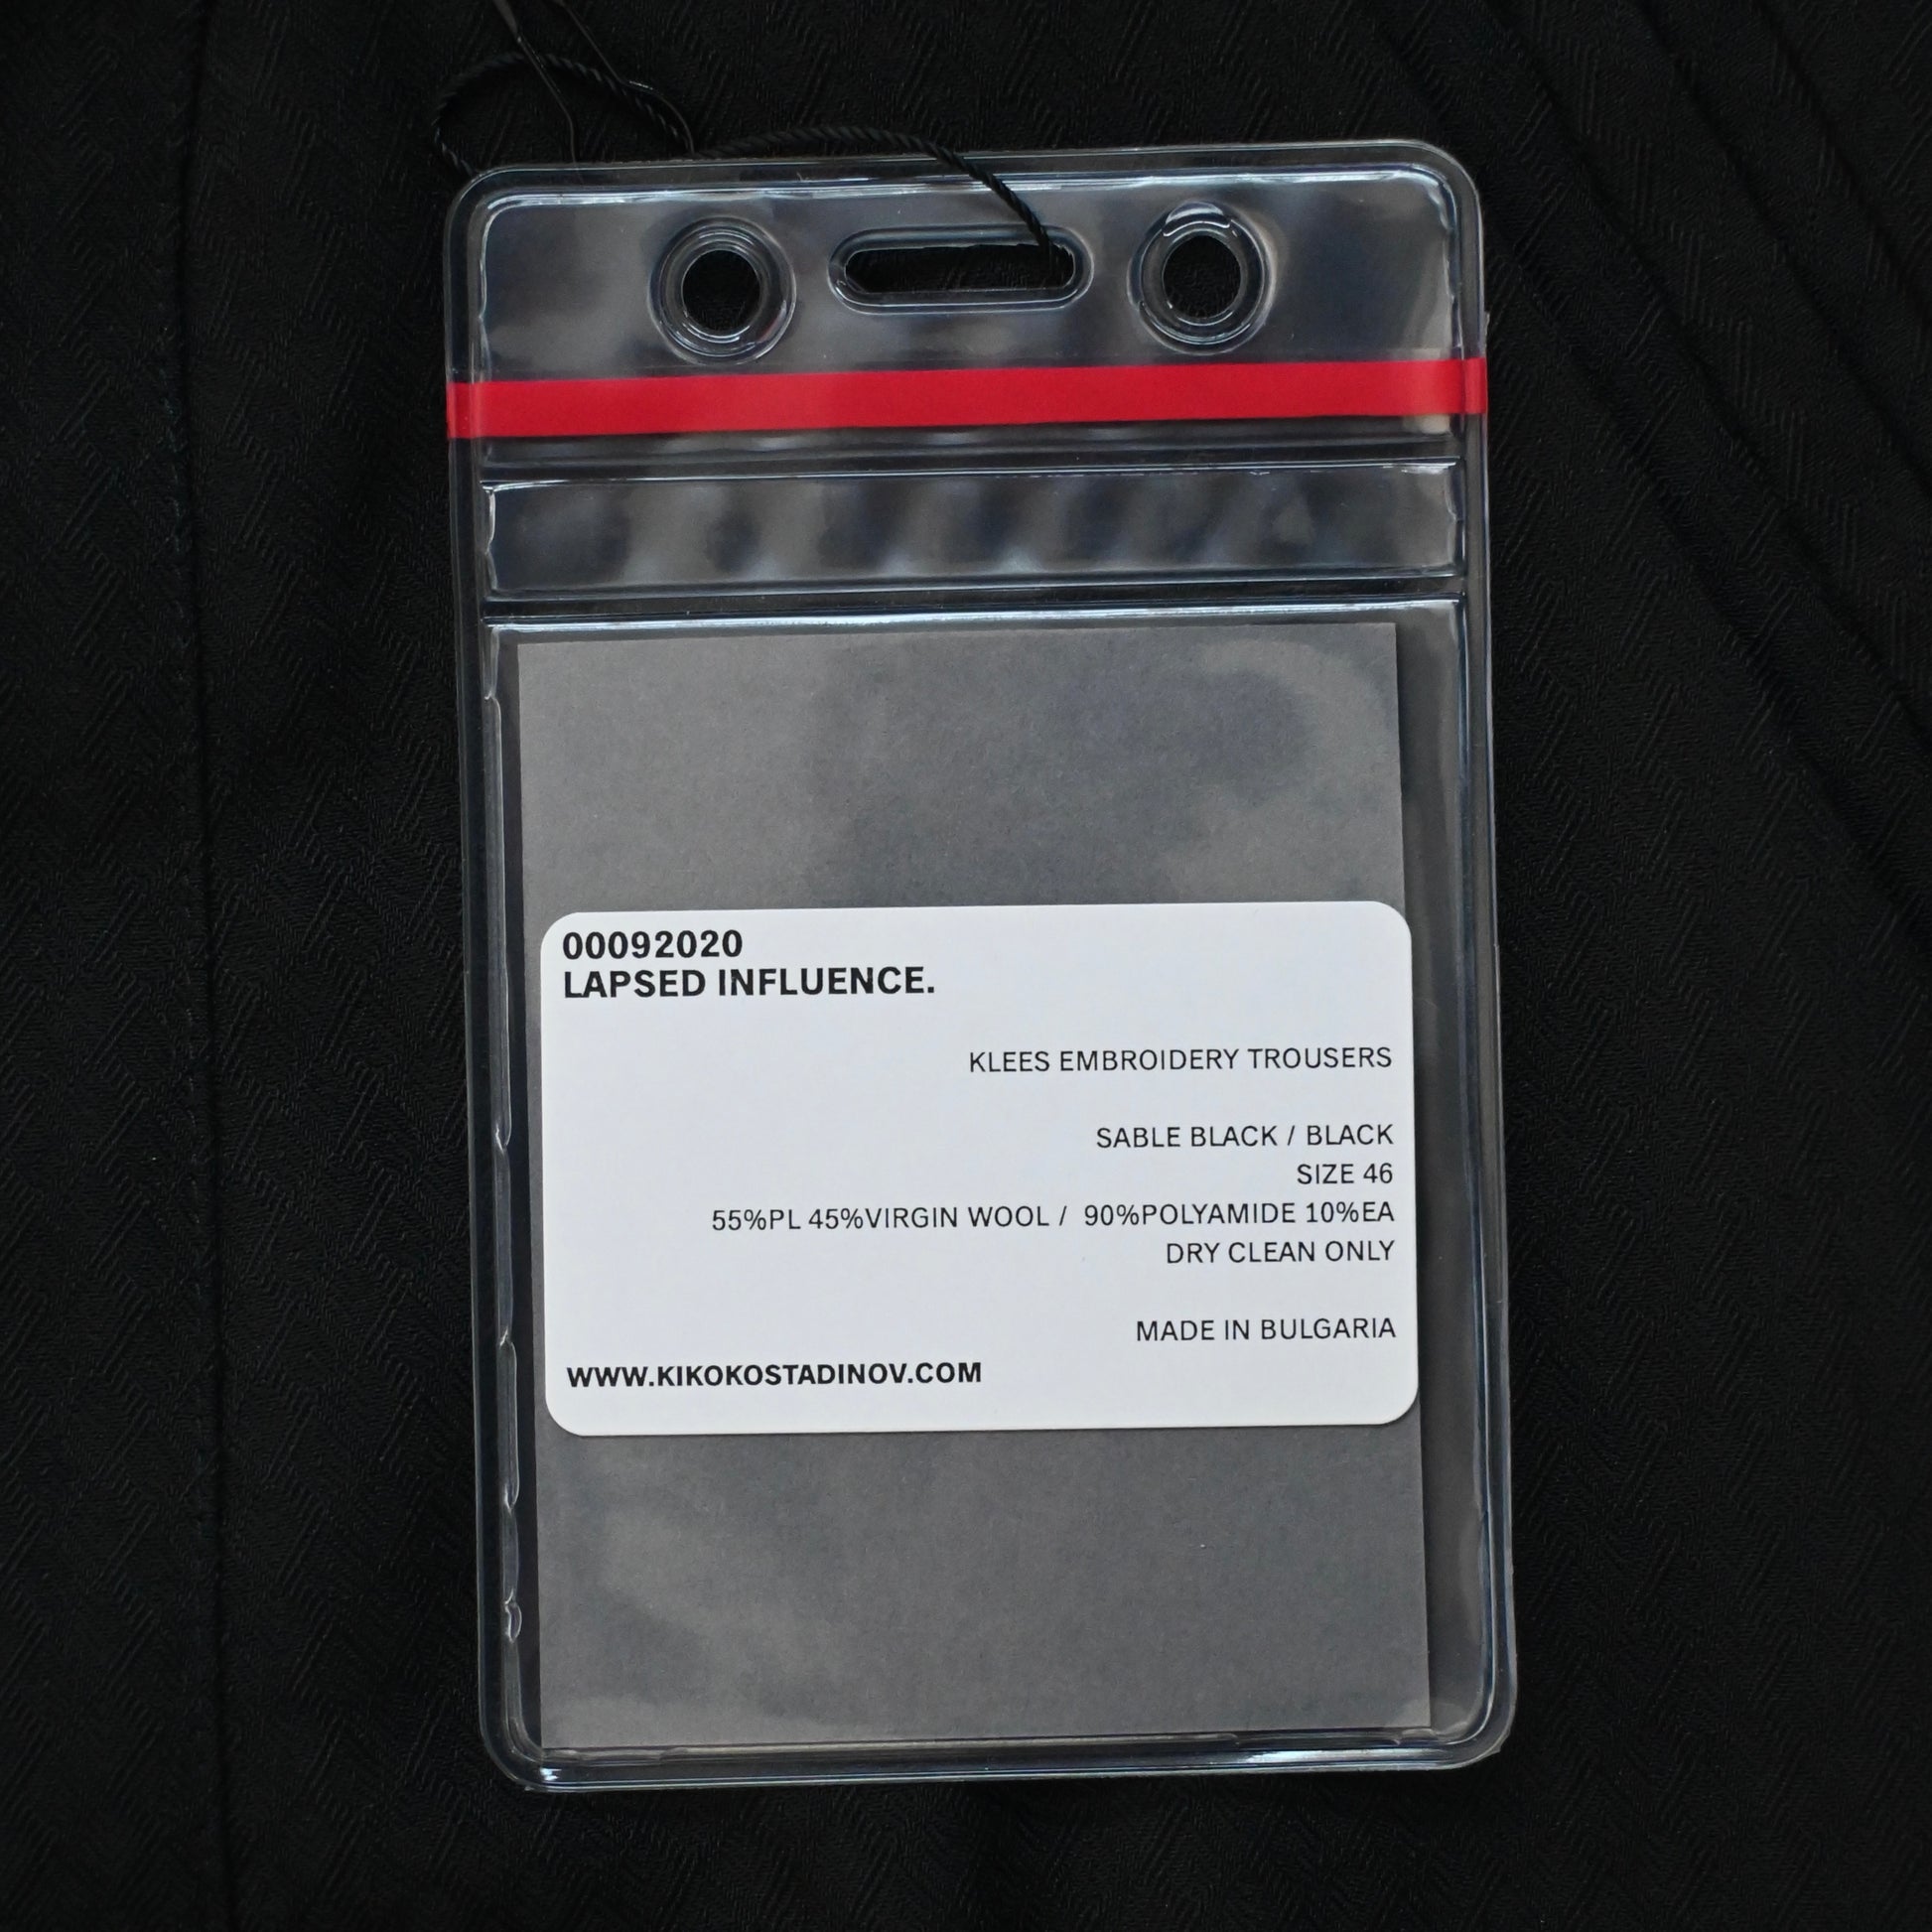 00092020
LAPSED INFLUENCE.
KLEES EMBROIDERY TROUSERS
SABLE BLACK / BLACK
SIZE 46
55%PL 45%VIRGIN WOOL /  90%POLYAMIDE 10%EA
DRY CLEAN ONLY
MADE IN BULGARIA
WWW.KIKOKOSTADINOV.COM